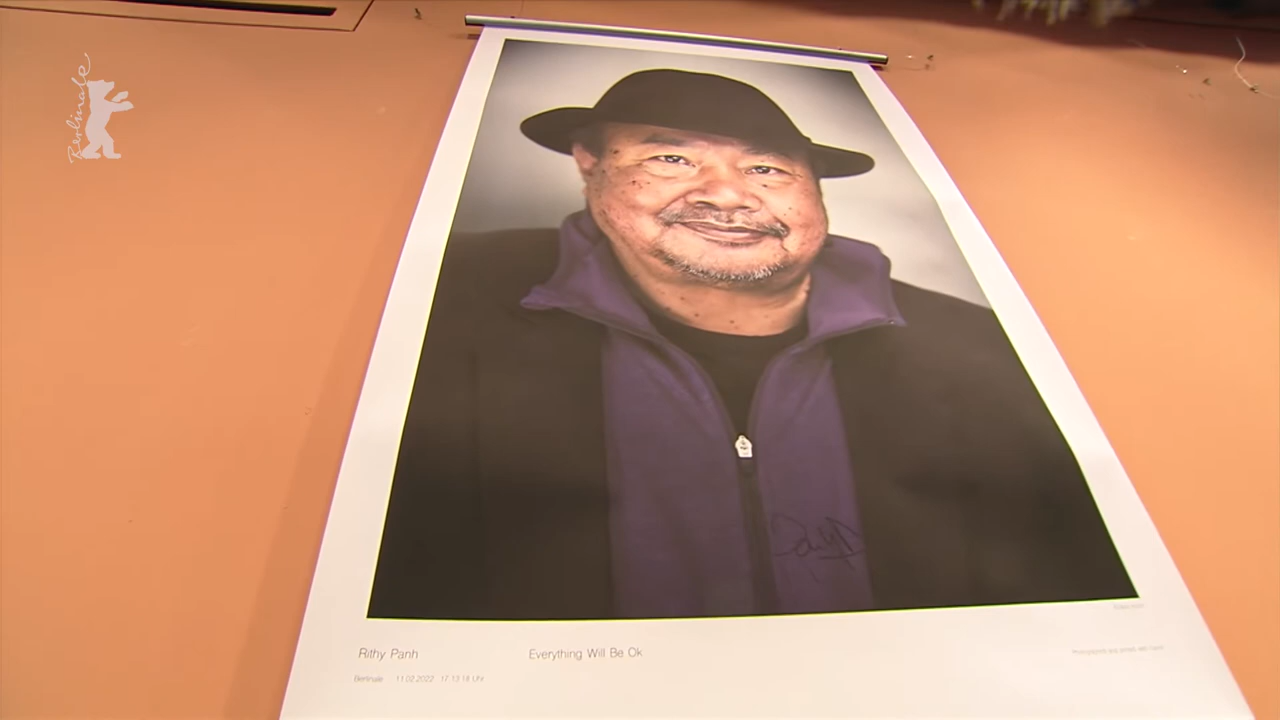 Berlinale
Rithy Panh
Everything Will Be Ok
Berlinale 11.02.2022 17:13:18 Uhr